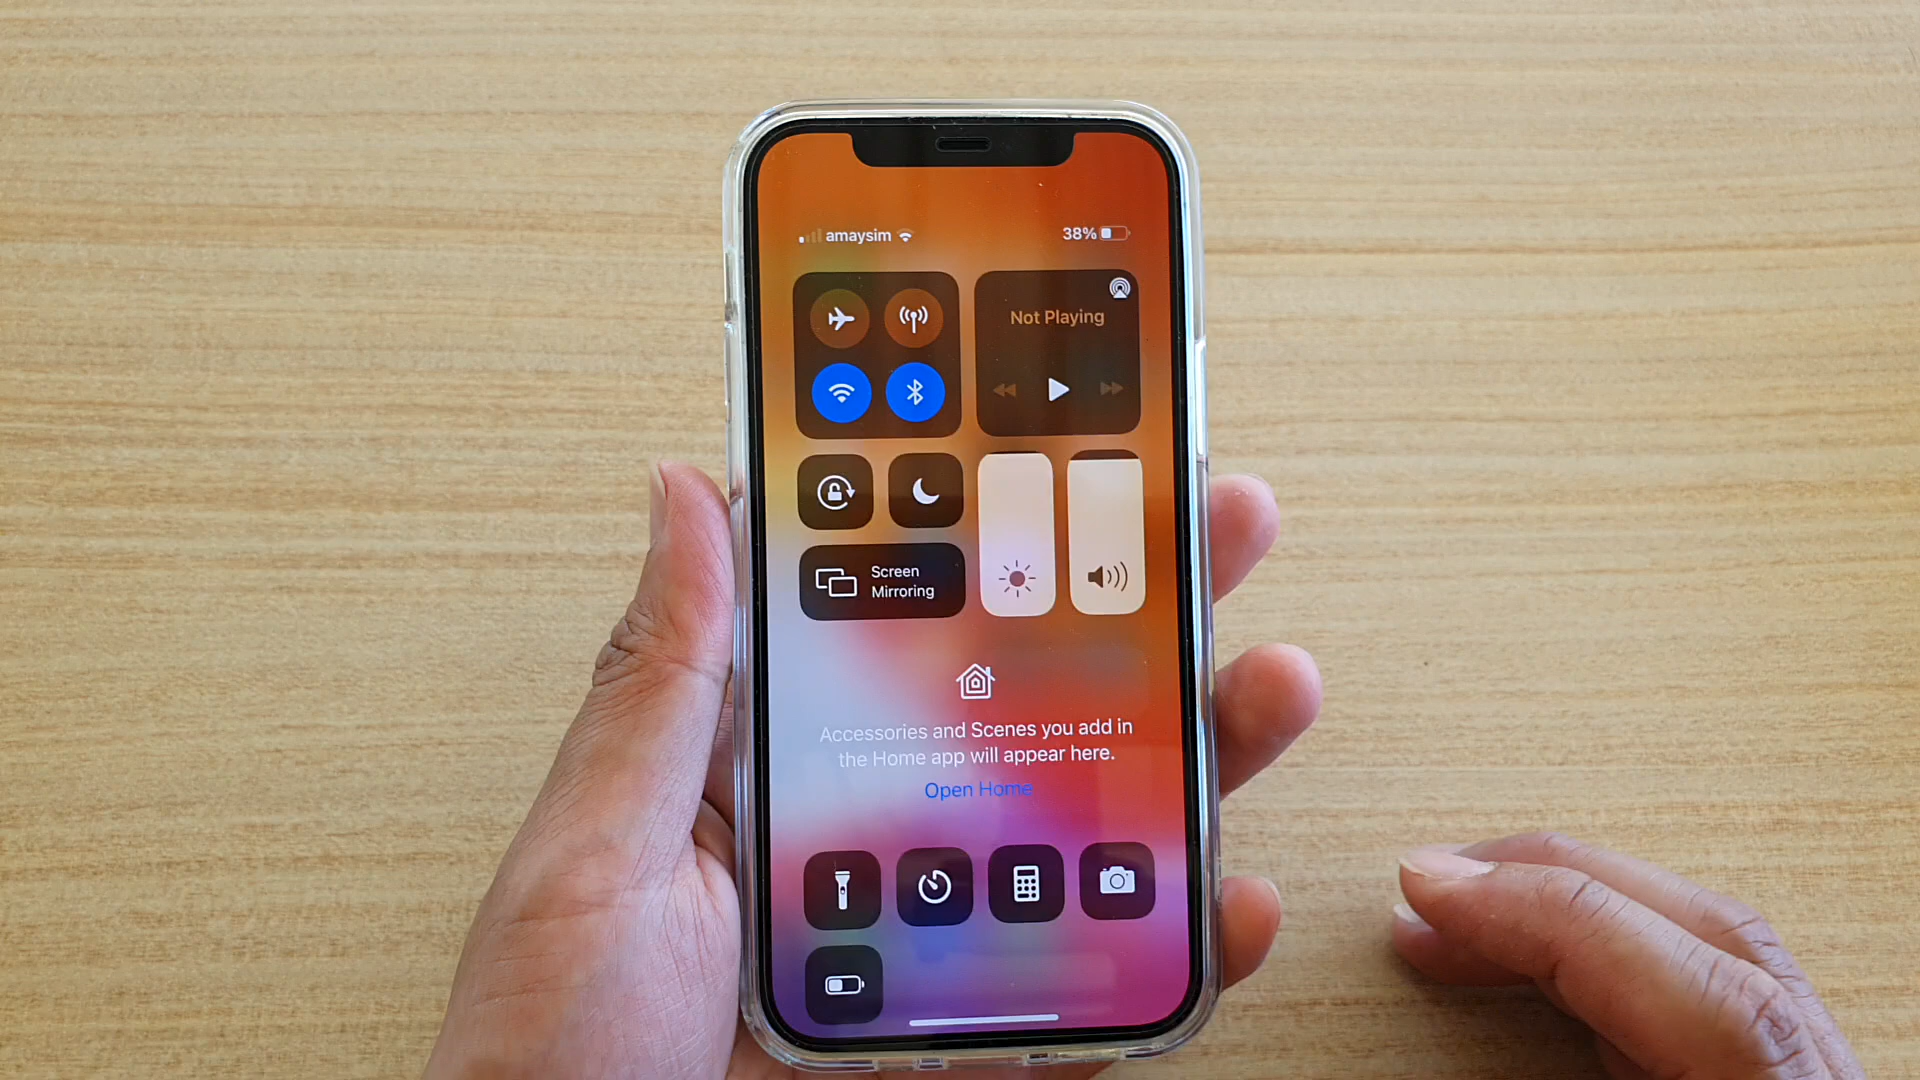 amaysim
38%
Not Playing
Screen
Mirroring
Accessories and Scenes you add in
the Home app will appear here.
Open Home